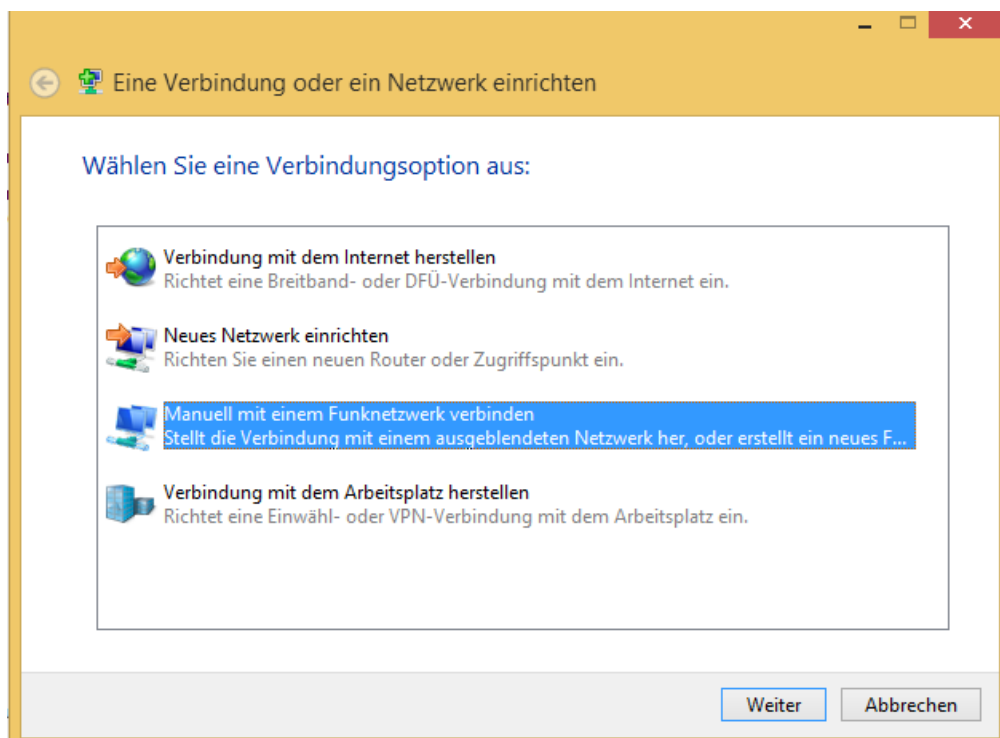 Eine Verbindung oder ein Netzwerk einrichten
Wählen Sie eine Verbindungsoption aus:
Verbindung mit dem Internet herstellen
Richtet eine Breitband- oder DFÜ-Verbindung mit dem Internet ein.
Neues Netzwerk einrichten
Richten Sie einen neuen Router oder Zugriffspunkt ein.
Manuell mit einem Funknetzwerk verbinden
Stellt die Verbindung mit einem ausgeblendeten Netzwerk her, oder erstellt ein neues F...
Verbindung mit dem Arbeitsplatz herstellen
Richtet eine Einwähl- oder VPN-Verbindung mit dem Arbeitsplatz ein.
Weiter
Abbrechen